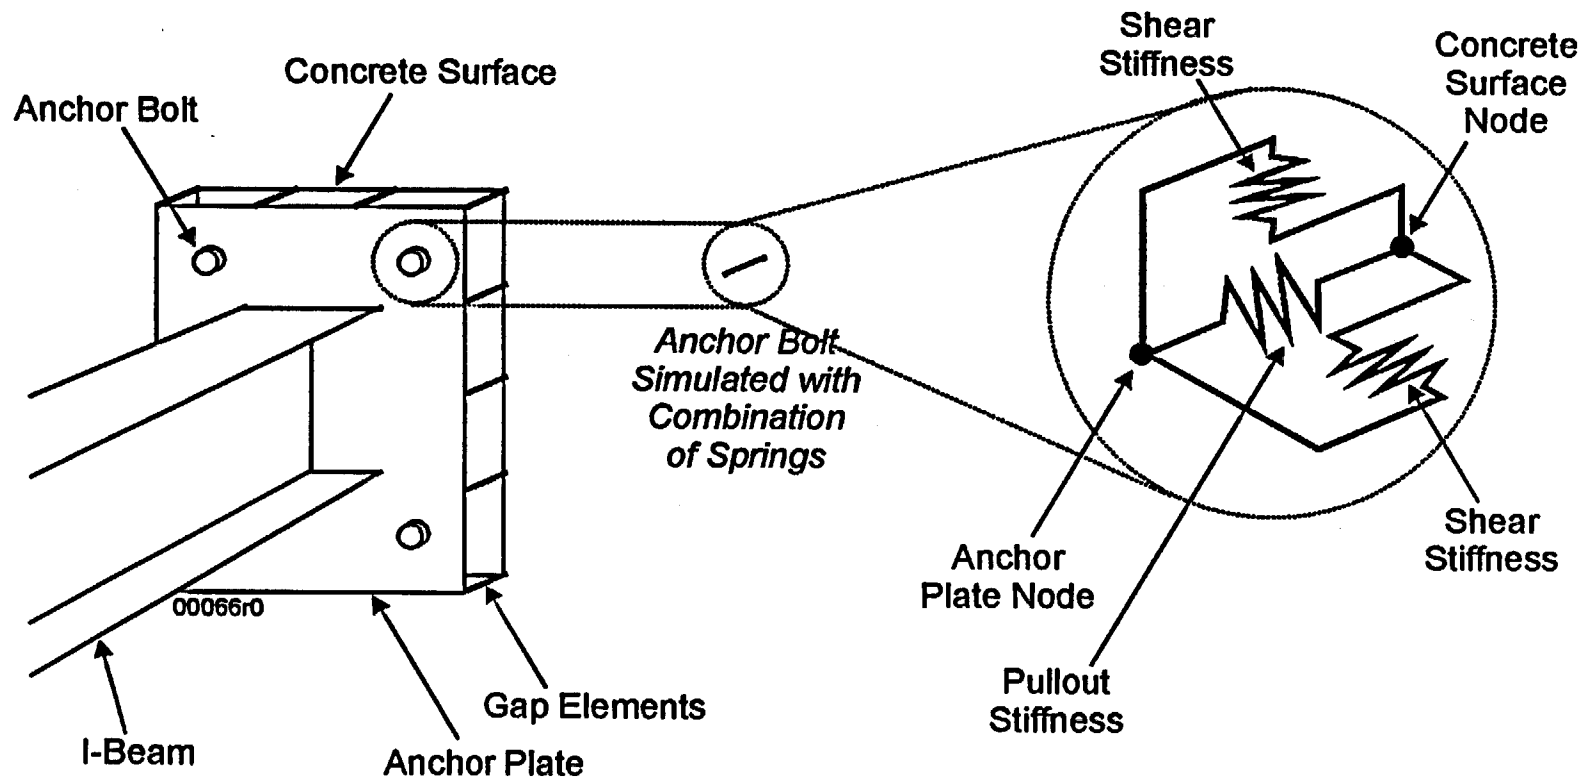 Shear
Stiffness
Concrete
Surface
Node
Concrete Surface
Anchor Bolt
Anchor Bolt
Simulated with
Combination
of Springs
Shear
Stiffness
Anchor
Plate Node
00066r0
Pullout
Stiffness
Gap Elements
I-Beam
Anchor Plate